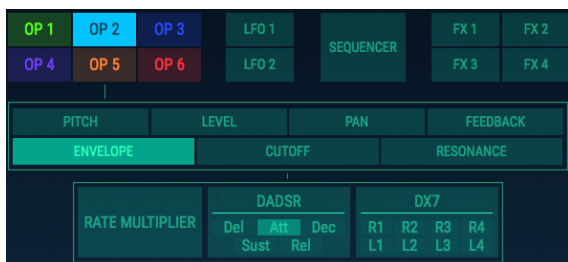 OP 1 OP 2 OP 3 LFO 1 SEQUENCER FX 1 FX 2
OP 4 OP 5 OP 6 LFO 2 FX 3 FX 4
PITCH LEVEL PAN FEEDBACK
ENVELOPE CUTOFF RESONANCE
RATE MULTIPLIER
DADSR
Del Att Dec
Sust Rel
DX7
R1 R2 R3 R4
L1 L2 L3 L4